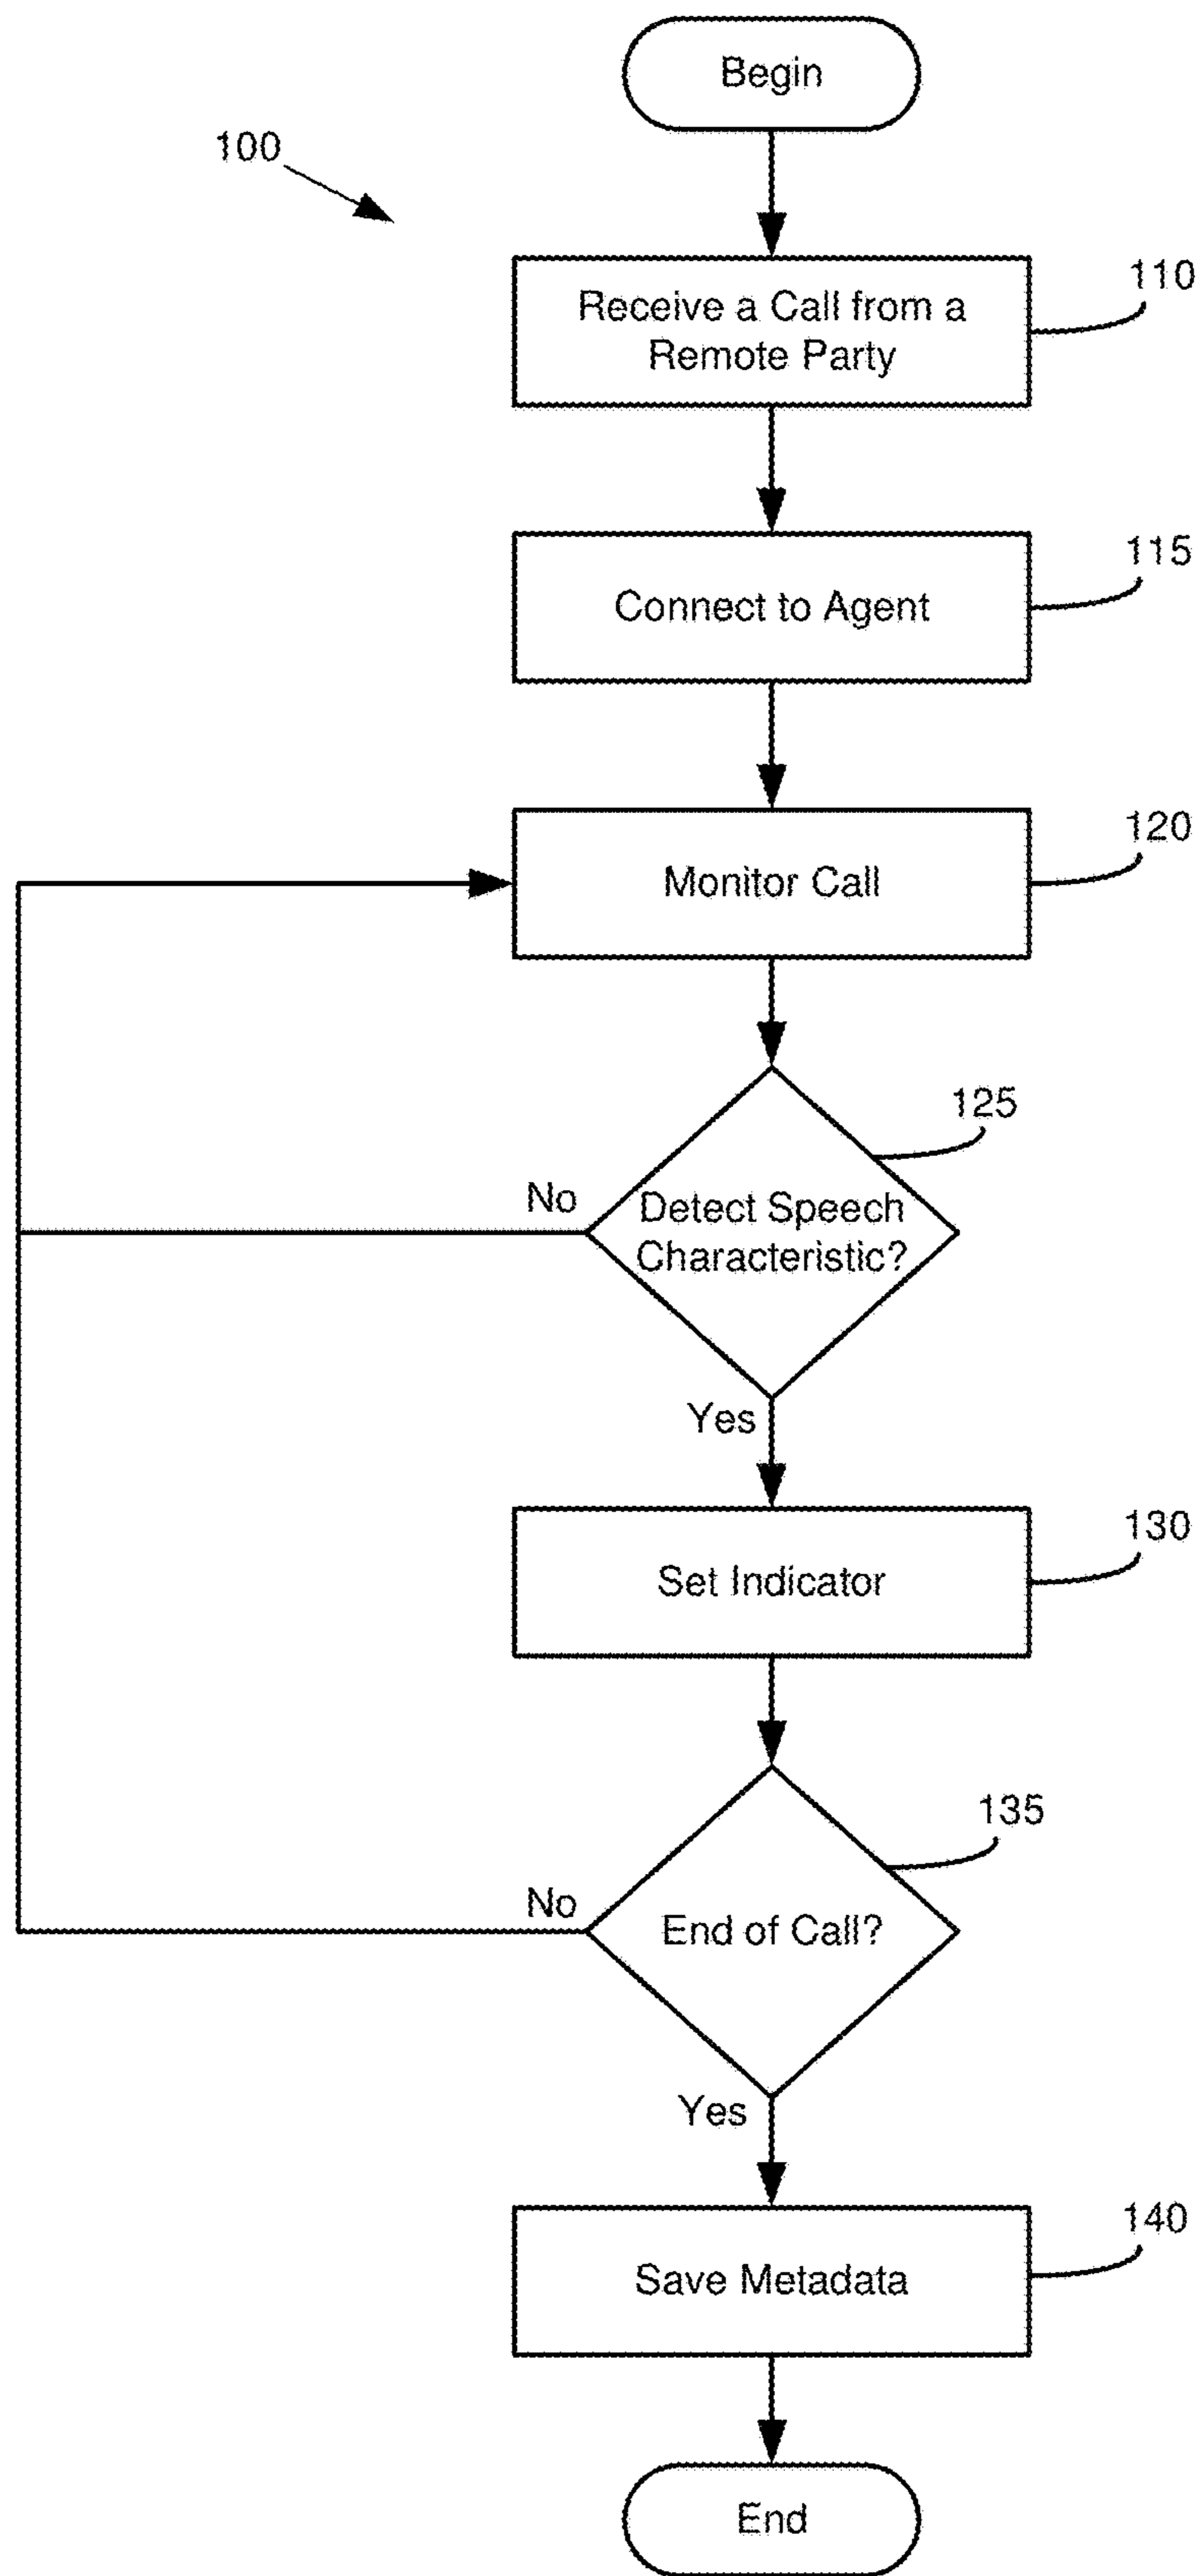 Begin
100
Receive a Call from a
Remote Party
110
Connect to Agent
115
Monitor Call
120
Detect Speech
Characteristic?
125
No
Yes
Set Indicator
130
End of Call?
135
No
Yes
Save Metadata
140
End